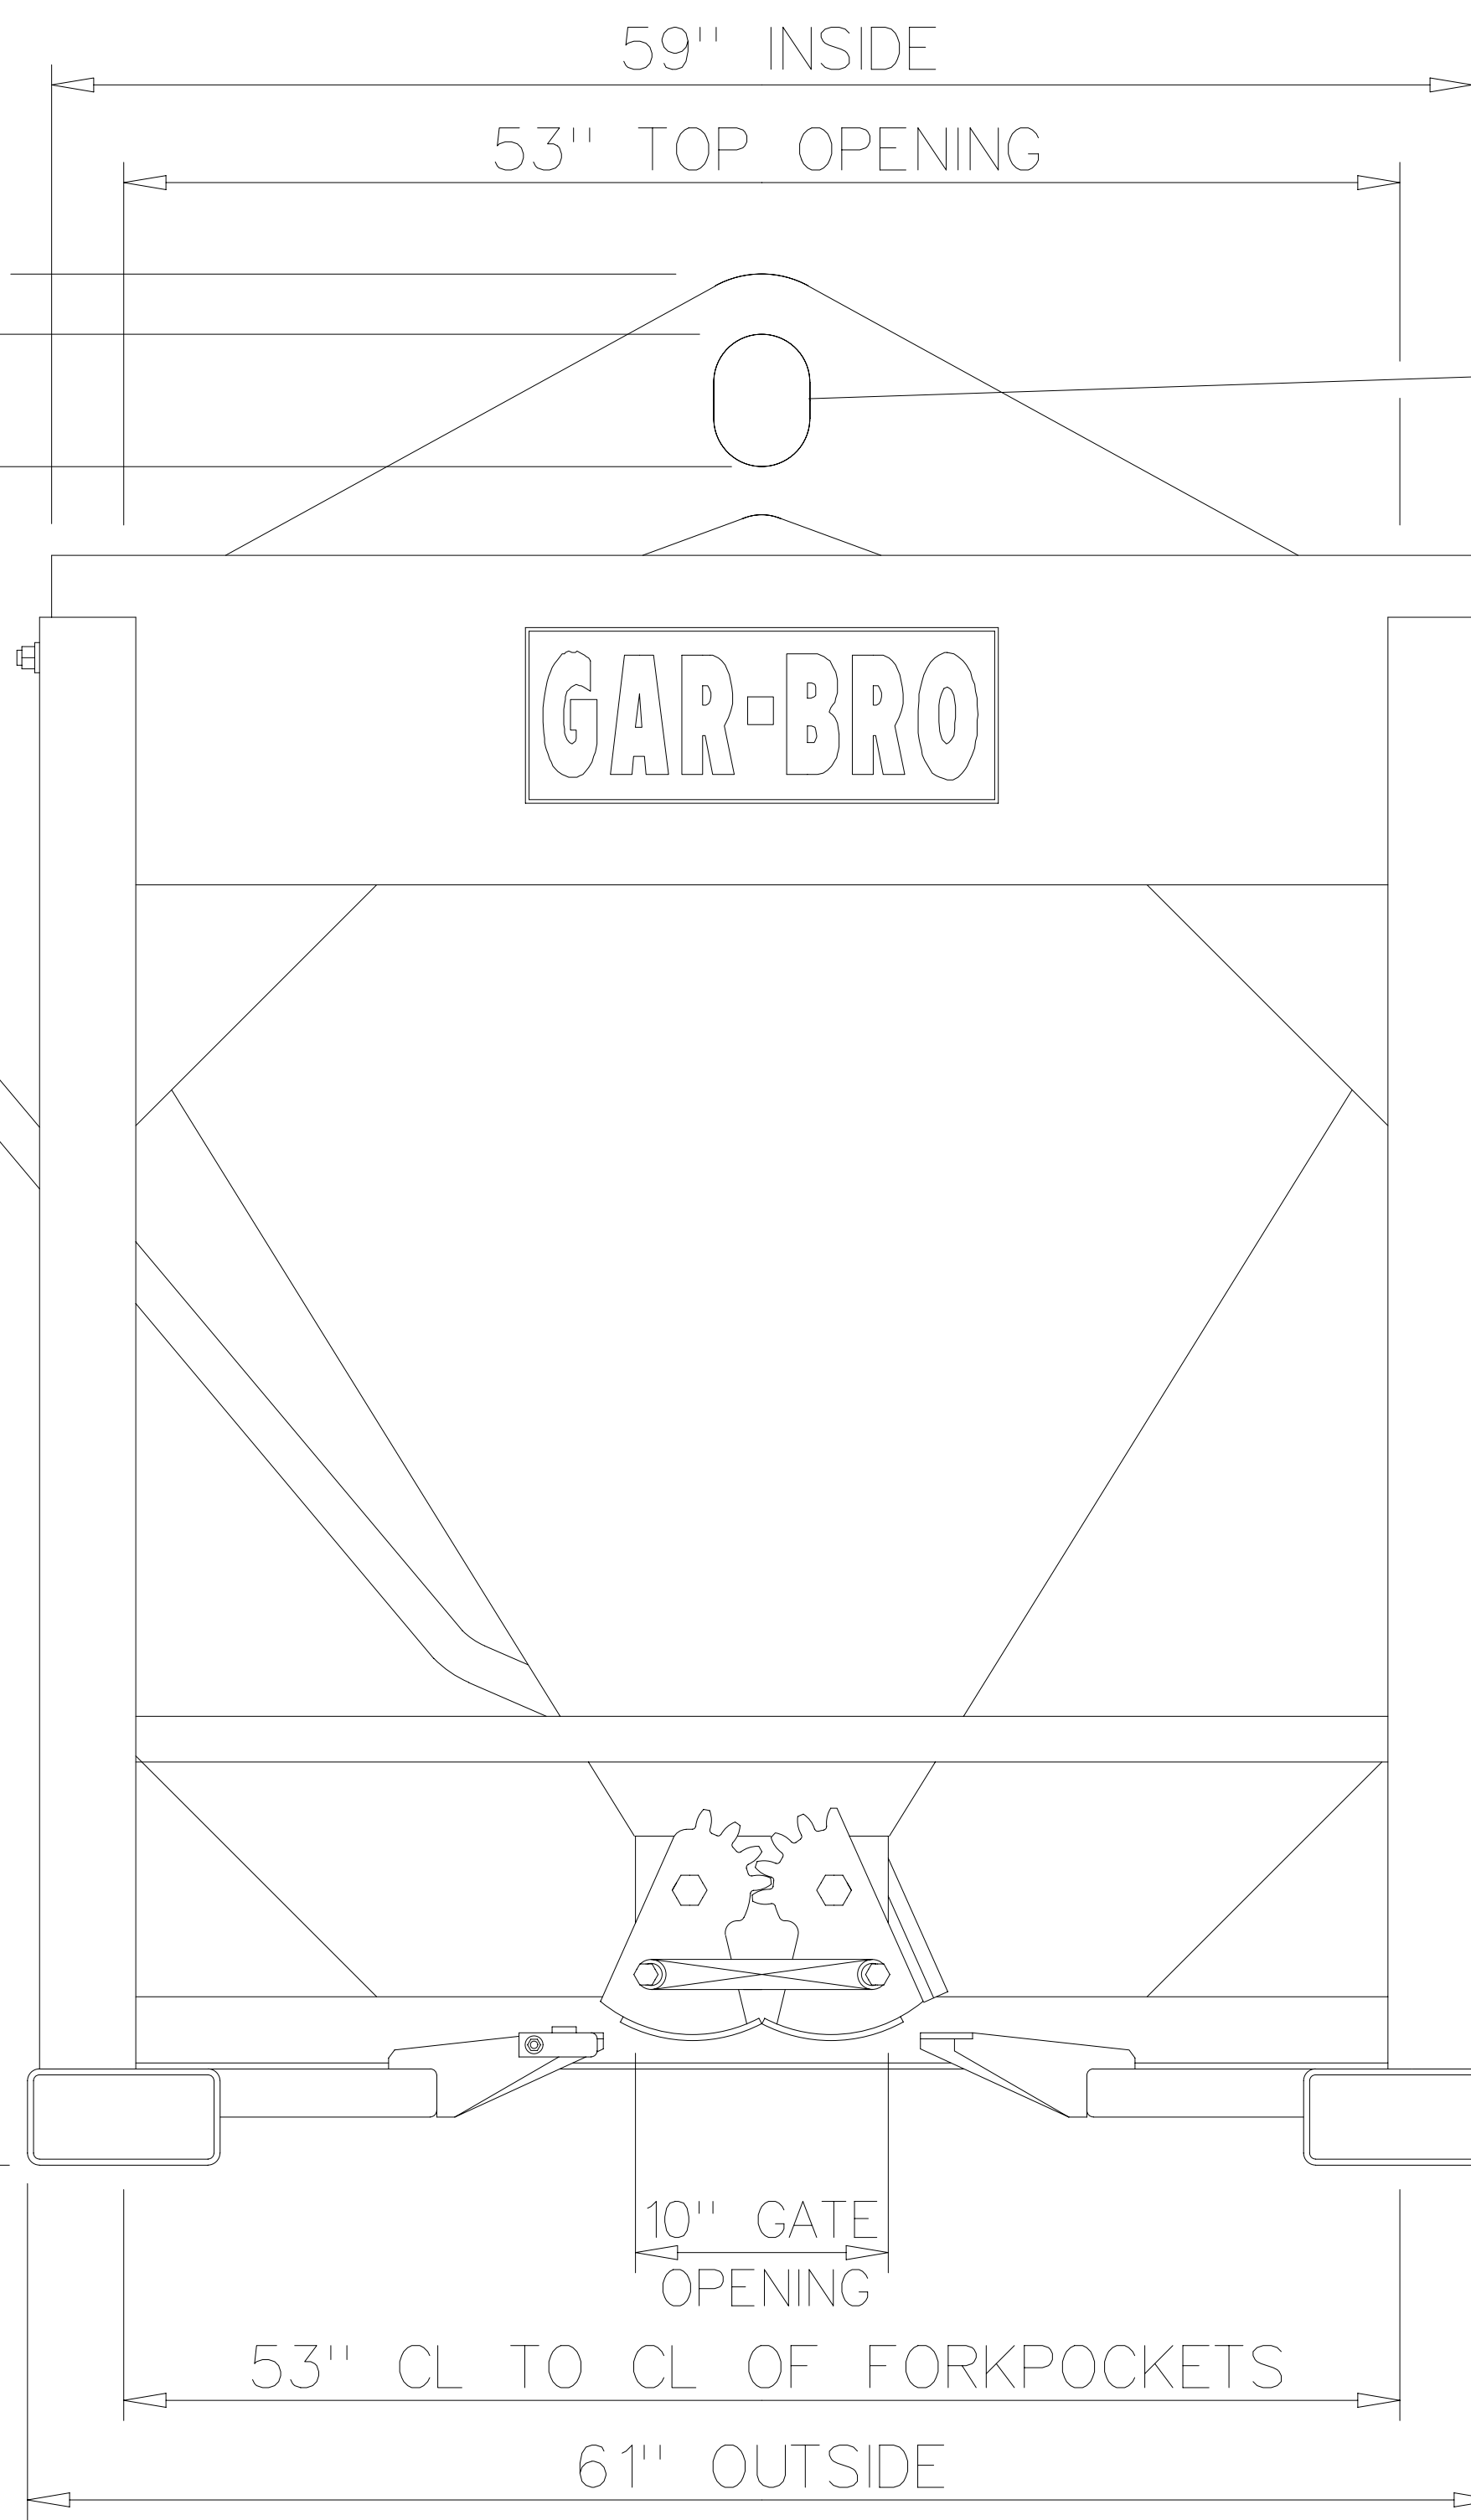 59" INSIDE
53" TOP OPENING
GAR-BRO
10" GATE
OPENING
53" CL TO CL OF FORKPOCKETS
61" OUTSIDE